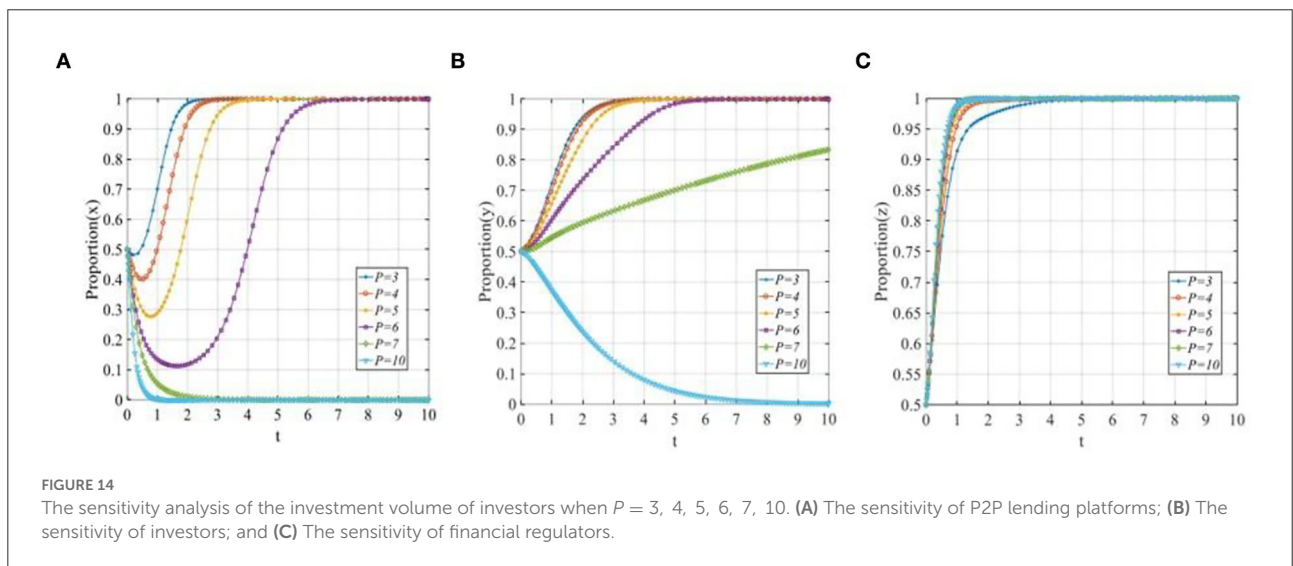 A
B
C
1
0.9
0.8
0.7
0.6
0.5
0.4
0.3
0.2
0.1
0
Proportion(x)
0 1 2 3 4 5 6 7 8 9 10
t
P=3
P=4
P=5
P=6
P=7
P=10
1
0.9
0.8
0.7
0.6
0.5
0.4
0.3
0.2
0.1
0
Proportion(y)
0 1 2 3 4 5 6 7 8 9 10
t
P=3
P=4
P=5
P=6
P=7
P=10
1
0.95
0.9
0.85
0.8
0.75
0.7
0.65
0.6
0.55
0.5
Proportion(z)
0 1 2 3 4 5 6 7 8 9 10
t
P=3
P=4
P=5
P=6
P=7
P=10
FIGURE 14
The sensitivity analysis of the investment volume of investors when P = 3, 4, 5, 6, 7, 10. (A) The sensitivity of P2P lending platforms; (B) The
sensitivity of investors; and (C) The sensitivity of financial regulators.